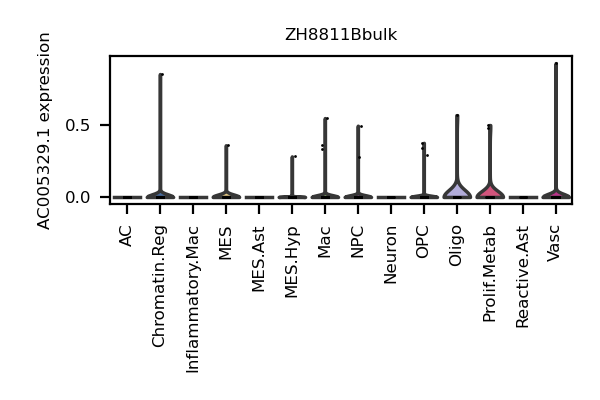 ZH8811Bbulk
AC005329.1 expression
0.5
0.0
AC
Chromatin.Reg
Inflammatory.Mac
MES
MES.Ast
MES.Hyp
Mac
NPC
Neuron
OPC
Oligo
Prolif.Metab
Reactive.Ast
Vasc